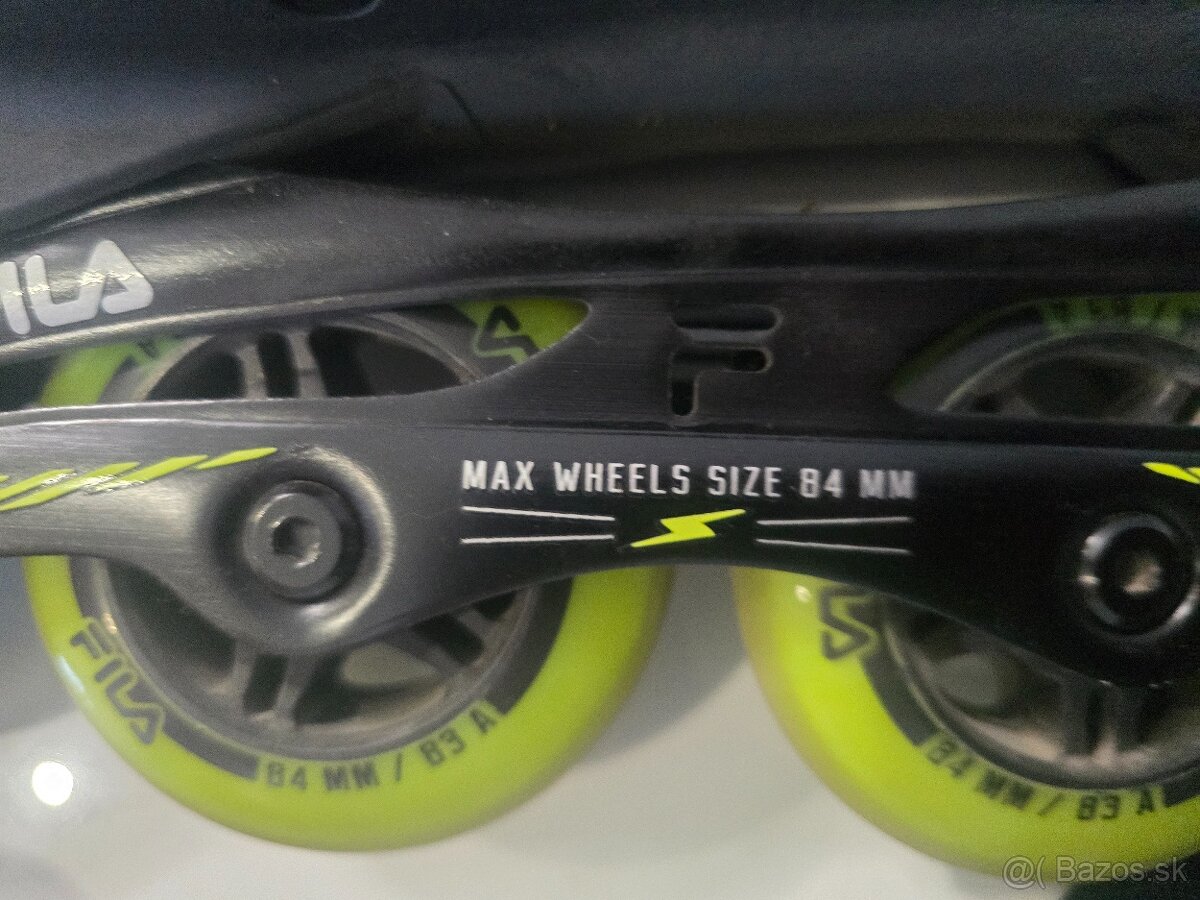 FILA
MAX WHEELS SIZE 84 MM
FILA
84 MM / 83 A
84 MM / 83 A
@( Bazos.sk